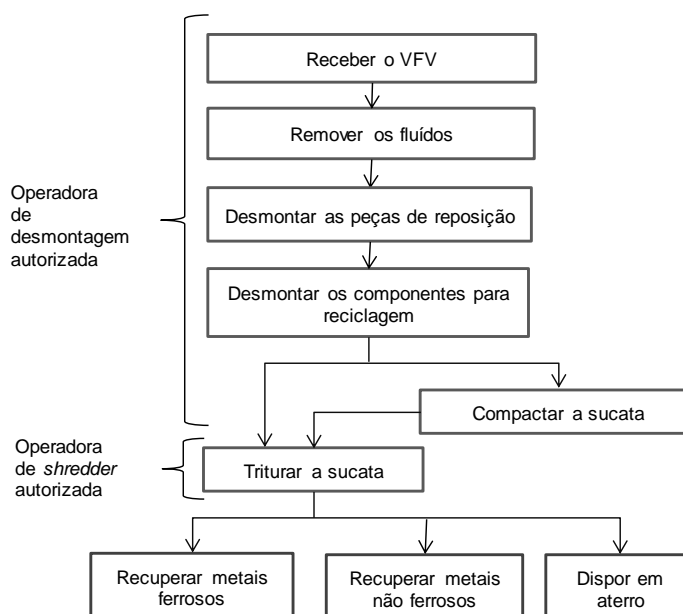 Receber o VFV
Remover os fluídos
Operadora
de
desmontagem
autorizada
Desmontar as peças de reposição
Desmontar os componentes para
reciclagem
Compactar a sucata
Operadora
de shredder
autorizada
Triturar a sucata
Recuperar metais
ferrosos
Recuperar metais
não ferrosos
Dispor em
aterro